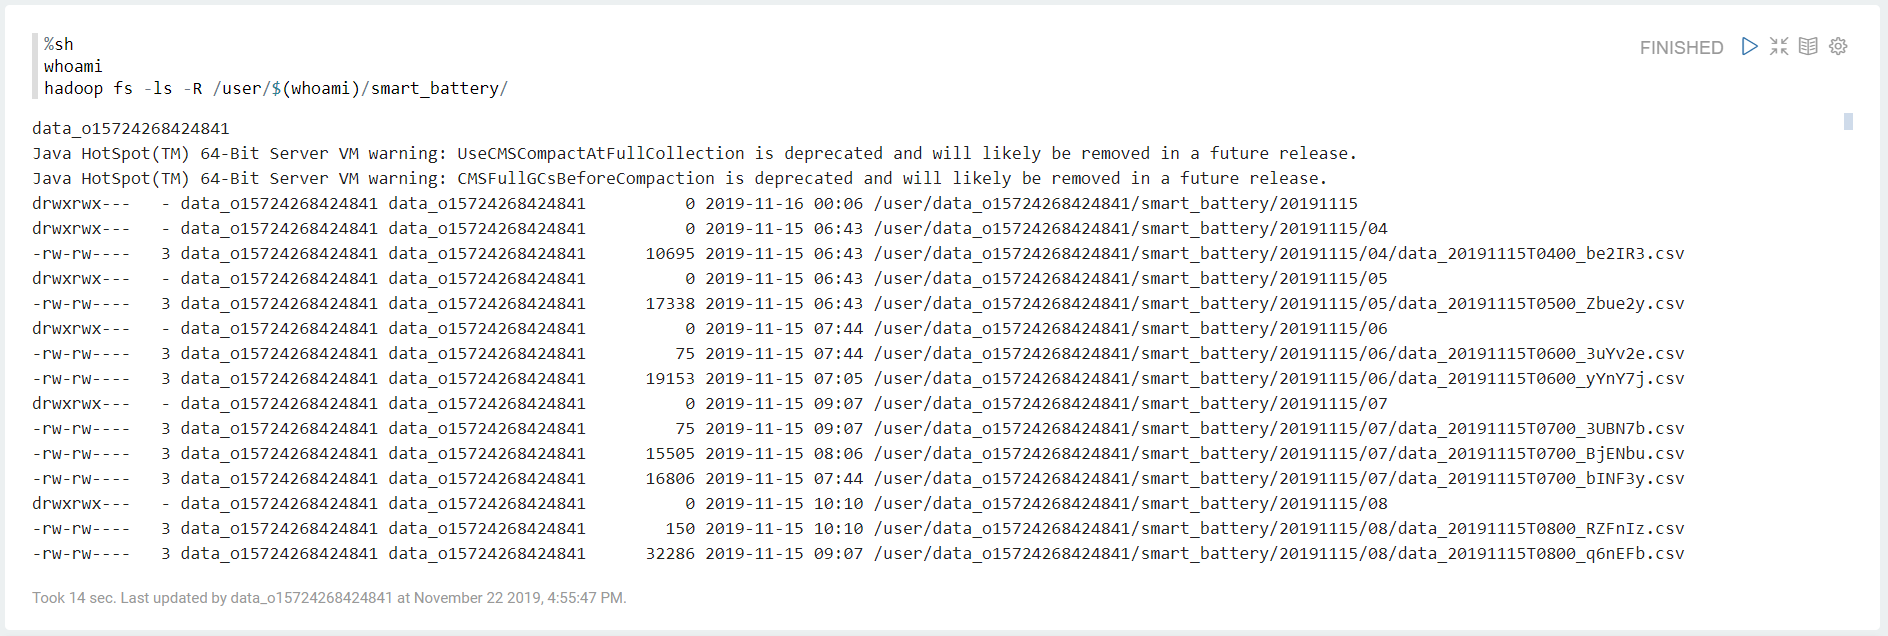 %sh
whoami
hadoop fs -ls -R /user/$(whoami)/smart_battery/
FINISHED
data_o15724268424841
Java HotSpot(TM) 64-Bit Server VM warning: UseCMSCompactAtFullCollection is deprecated and will likely be removed in a future release.
Java HotSpot(TM) 64-Bit Server VM warning: CMSFullGCsBeforeCompaction is deprecated and will likely be removed in a future release.
drwxrwx---   - data_o15724268424841 data_o15724268424841          0 2019-11-16 00:06 /user/data_o15724268424841/smart_battery/20191115
drwxrwx---   - data_o15724268424841 data_o15724268424841          0 2019-11-15 06:43 /user/data_o15724268424841/smart_battery/20191115/04
-rw-rw----   3 data_o15724268424841 data_o15724268424841      10695 2019-11-15 06:43 /user/data_o15724268424841/smart_battery/20191115/04/data_20191115T0400_be2IR3.csv
drwxrwx---   - data_o15724268424841 data_o15724268424841          0 2019-11-15 06:43 /user/data_o15724268424841/smart_battery/20191115/05
-rw-rw----   3 data_o15724268424841 data_o15724268424841      17338 2019-11-15 06:43 /user/data_o15724268424841/smart_battery/20191115/05/data_20191115T0500_Zbue2y.csv
drwxrwx---   - data_o15724268424841 data_o15724268424841          0 2019-11-15 07:44 /user/data_o15724268424841/smart_battery/20191115/06
-rw-rw----   3 data_o15724268424841 data_o15724268424841         75 2019-11-15 07:44 /user/data_o15724268424841/smart_battery/20191115/06/data_20191115T0600_3uYv2e.csv
-rw-rw----   3 data_o15724268424841 data_o15724268424841      19153 2019-11-15 07:05 /user/data_o15724268424841/smart_battery/20191115/06/data_20191115T0600_yYnY7j.csv
drwxrwx---   - data_o15724268424841 data_o15724268424841          0 2019-11-15 09:07 /user/data_o15724268424841/smart_battery/20191115/07
-rw-rw----   3 data_o15724268424841 data_o15724268424841         75 2019-11-15 09:07 /user/data_o15724268424841/smart_battery/20191115/07/data_20191115T0700_3UBN7b.csv
-rw-rw----   3 data_o15724268424841 data_o15724268424841      15505 2019-11-15 08:06 /user/data_o15724268424841/smart_battery/20191115/07/data_20191115T0700_BjENbu.csv
-rw-rw----   3 data_o15724268424841 data_o15724268424841      16806 2019-11-15 07:44 /user/data_o15724268424841/smart_battery/20191115/07/data_20191115T0700_bINF3y.csv
drwxrwx---   - data_o15724268424841 data_o15724268424841          0 2019-11-15 10:10 /user/data_o15724268424841/smart_battery/20191115/08
-rw-rw----   3 data_o15724268424841 data_o15724268424841        150 2019-11-15 10:10 /user/data_o15724268424841/smart_battery/20191115/08/data_20191115T0800_RZFnIz.csv
-rw-rw----   3 data_o15724268424841 data_o15724268424841      32286 2019-11-15 09:07 /user/data_o15724268424841/smart_battery/20191115/08/data_20191115T0800_q6nEFb.csv
Took 14 sec. Last updated by data_o15724268424841 at November 22 2019, 4:55:47 PM.